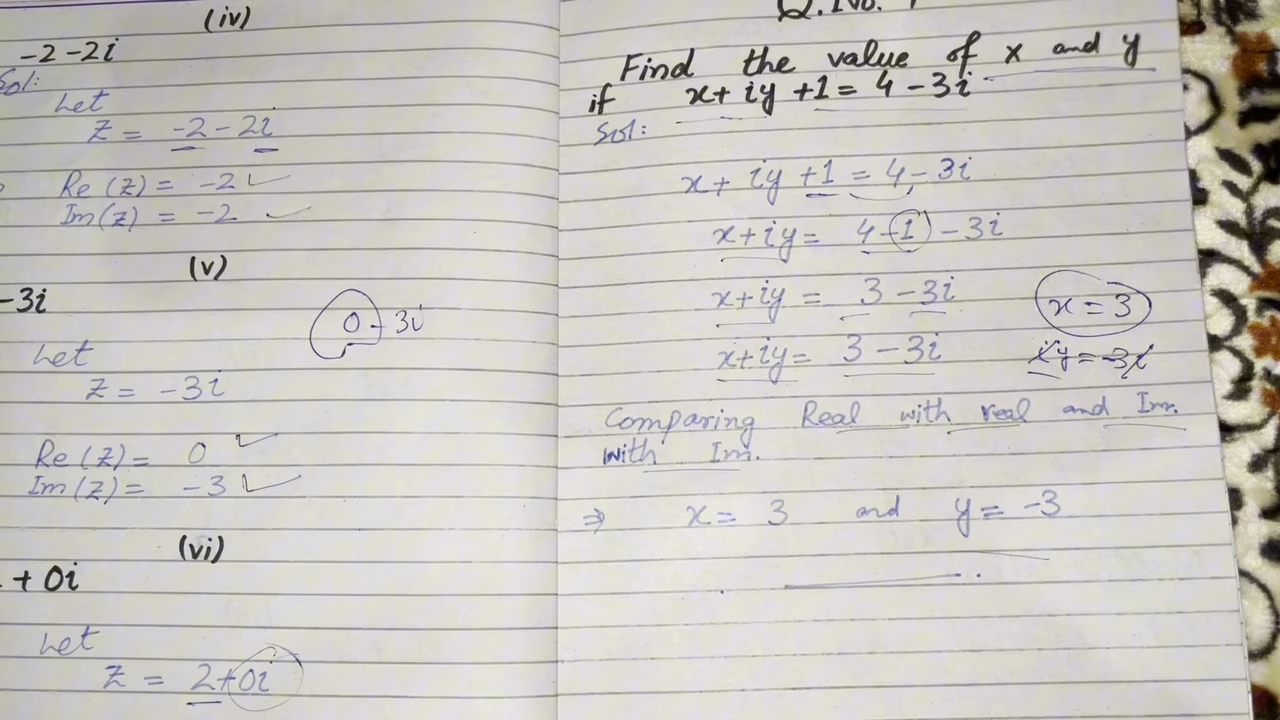 (iv)
-2 -2i
Sol:
Let
Z = -2 - 2i
Re (Z) = -2 ✓
Im(Z) = -2 ✓
(v)
-3i
0 - 3i
Let
Z = -3i
Re (Z) = 0 ✓
Im (Z) = -3 ✓
(vi)
+ 0i
Let
Z = 2+0i
Q.No.
Find the value of x and y
if x+ iy +1 = 4 - 3i
Sol:
x+ iy +1 = 4 - 3i
x+iy = 4-1 - 3i
x+iy = 3 - 3i
x+iy = 3 - 3i
x = 3
iy = -3i
Comparing Real with real and Im.
with Im.
⇒ x = 3 and y = -3